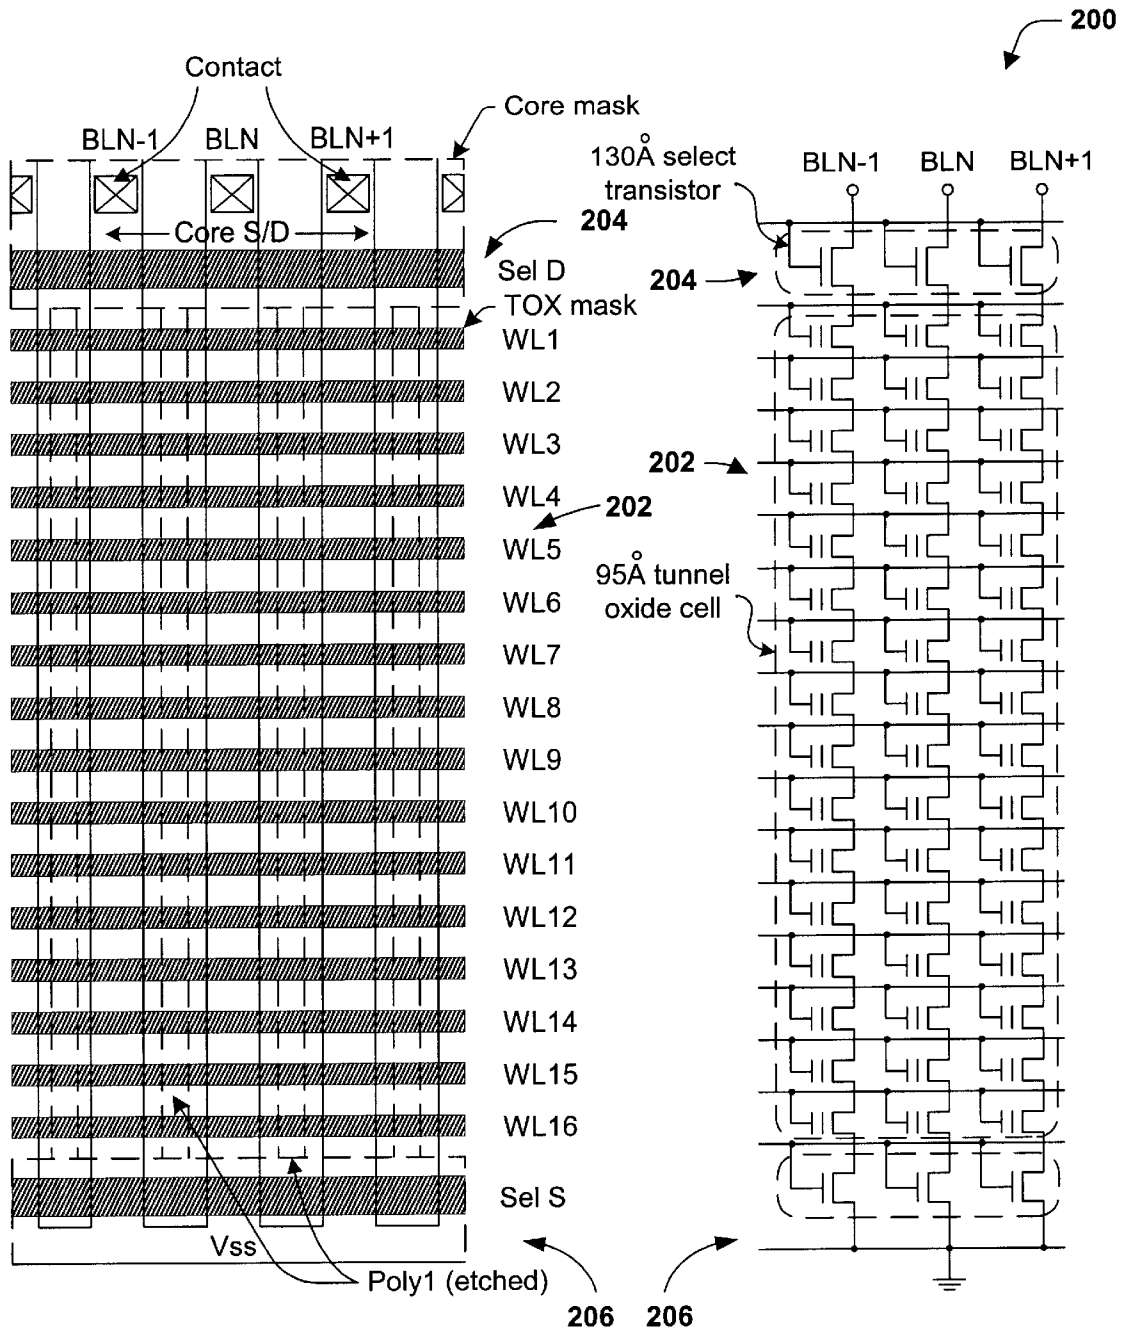 200
Contact
Core mask
BLN-1 BLN BLN+1
Core S/D
204
Sel D
TOX mask
WL1
WL2
WL3
WL4
202
WL5
WL6
WL7
WL8
WL9
WL10
WL11
WL12
WL13
WL14
WL15
WL16
Sel S
Vss
Poly1 (etched)
206
130Å select
transistor
BLN-1 BLN BLN+1
204
202
95Å tunnel
oxide cell
206